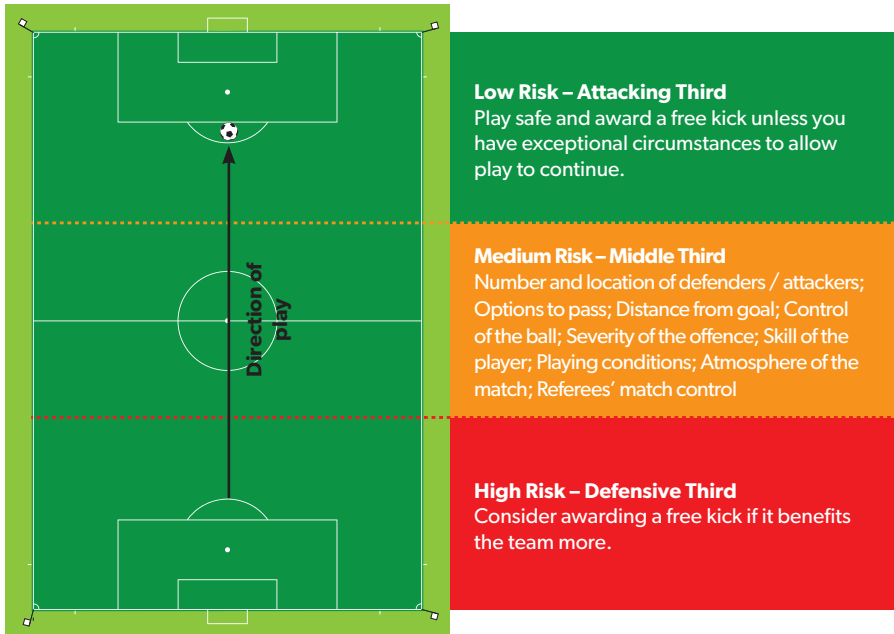 Direction of
play
Low Risk – Attacking Third
Play safe and award a free kick unless you
have exceptional circumstances to allow
play to continue.
Medium Risk – Middle Third
Number and location of defenders / attackers;
Options to pass; Distance from goal; Control
of the ball; Severity of the offence; Skill of the
player; Playing conditions; Atmosphere of the
match; Referees’ match control
High Risk – Defensive Third
Consider awarding a free kick if it benefits
the team more.